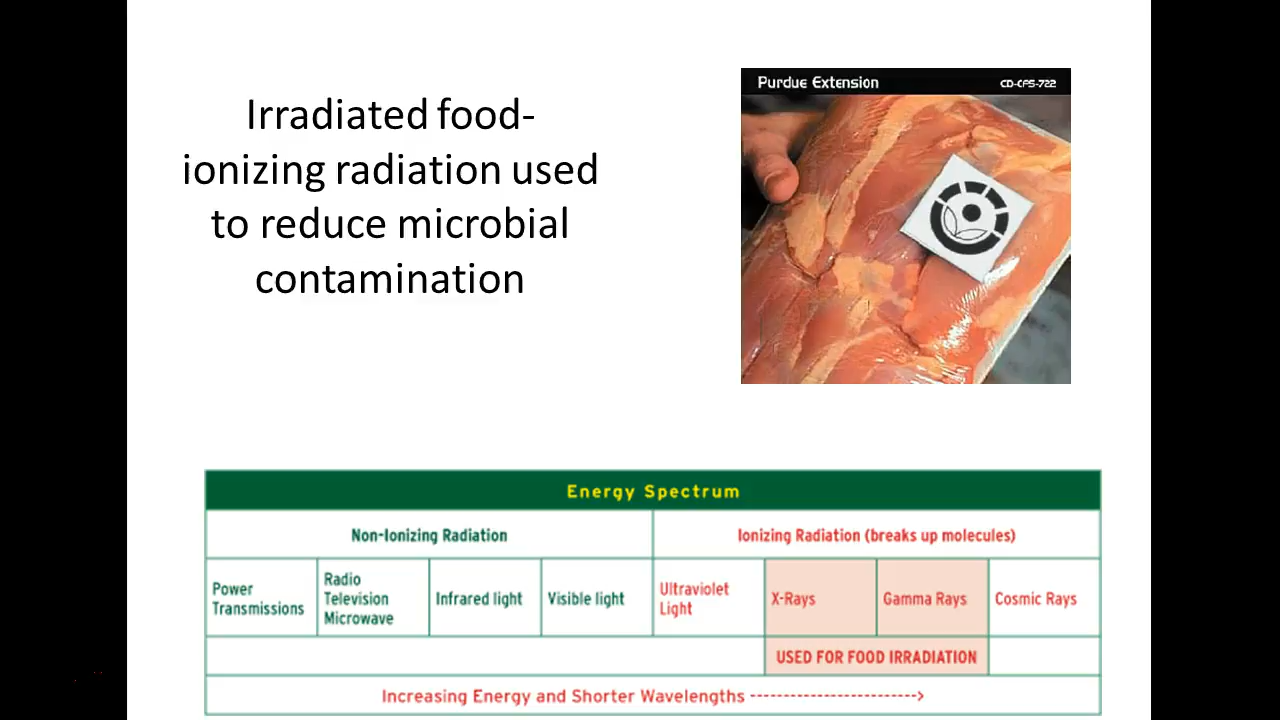 Irradiated food-
ionizing radiation used
to reduce microbial
contamination
Purdue Extension
CD-CFS-722
Energy Spectrum
Non-Ionizing Radiation
Ionizing Radiation (breaks up molecules)
Power
Transmissions
Radio
Television
Microwave
Infrared light
Visible light
Ultraviolet
Light
X-Rays
Gamma Rays
Cosmic Rays
USED FOR FOOD IRRADIATION
Increasing Energy and Shorter Wavelengths ------------------------>